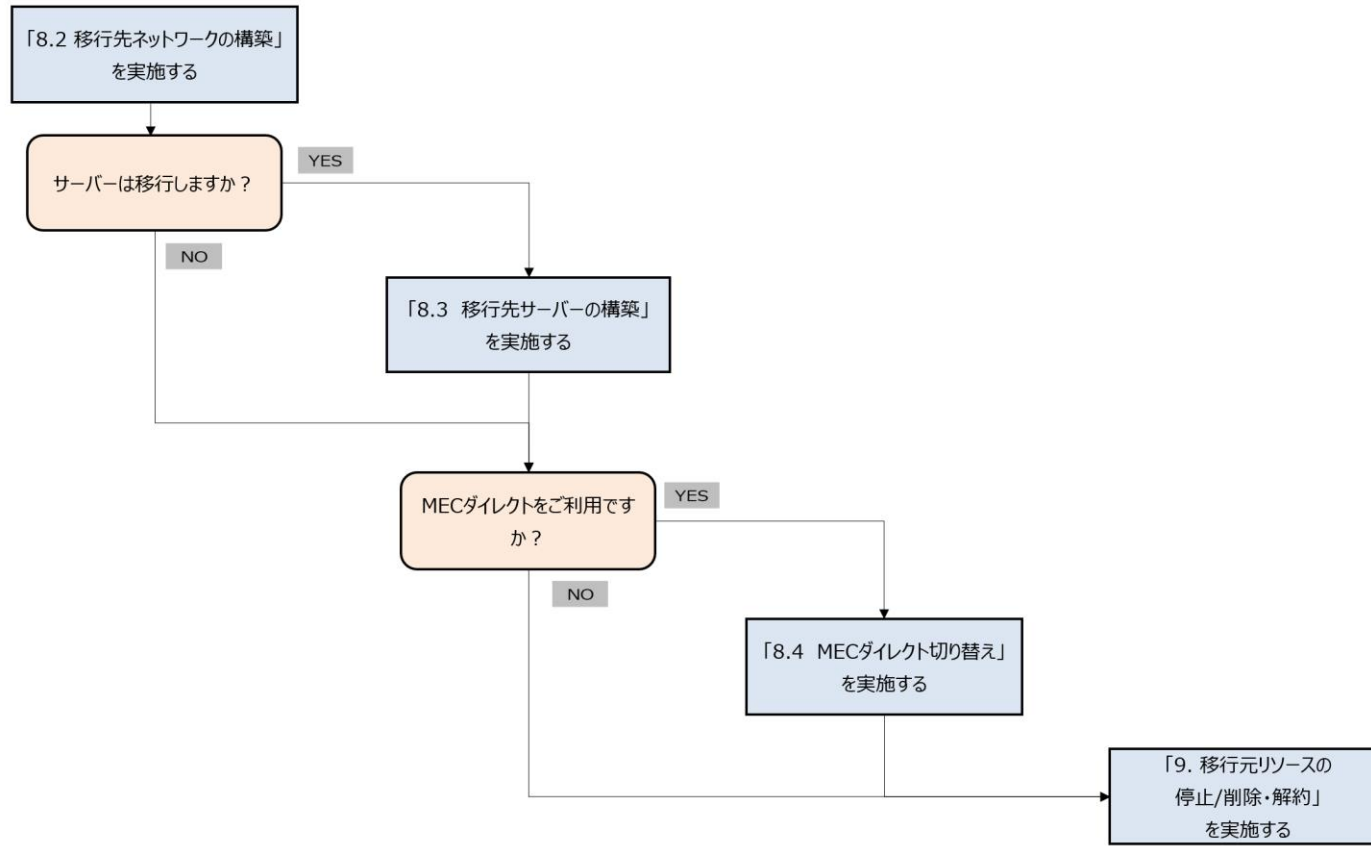 「8.2 移行先ネットワークの構築」
を実施する
サーバーは移行しますか？
YES
NO
「8.3 移行先サーバーの構築」
を実施する
MECダイレクトをご利用です
か？
YES
NO
「8.4 MECダイレクト切り替え」
を実施する
「9. 移行元リソースの
停止/削除・解約」
を実施する